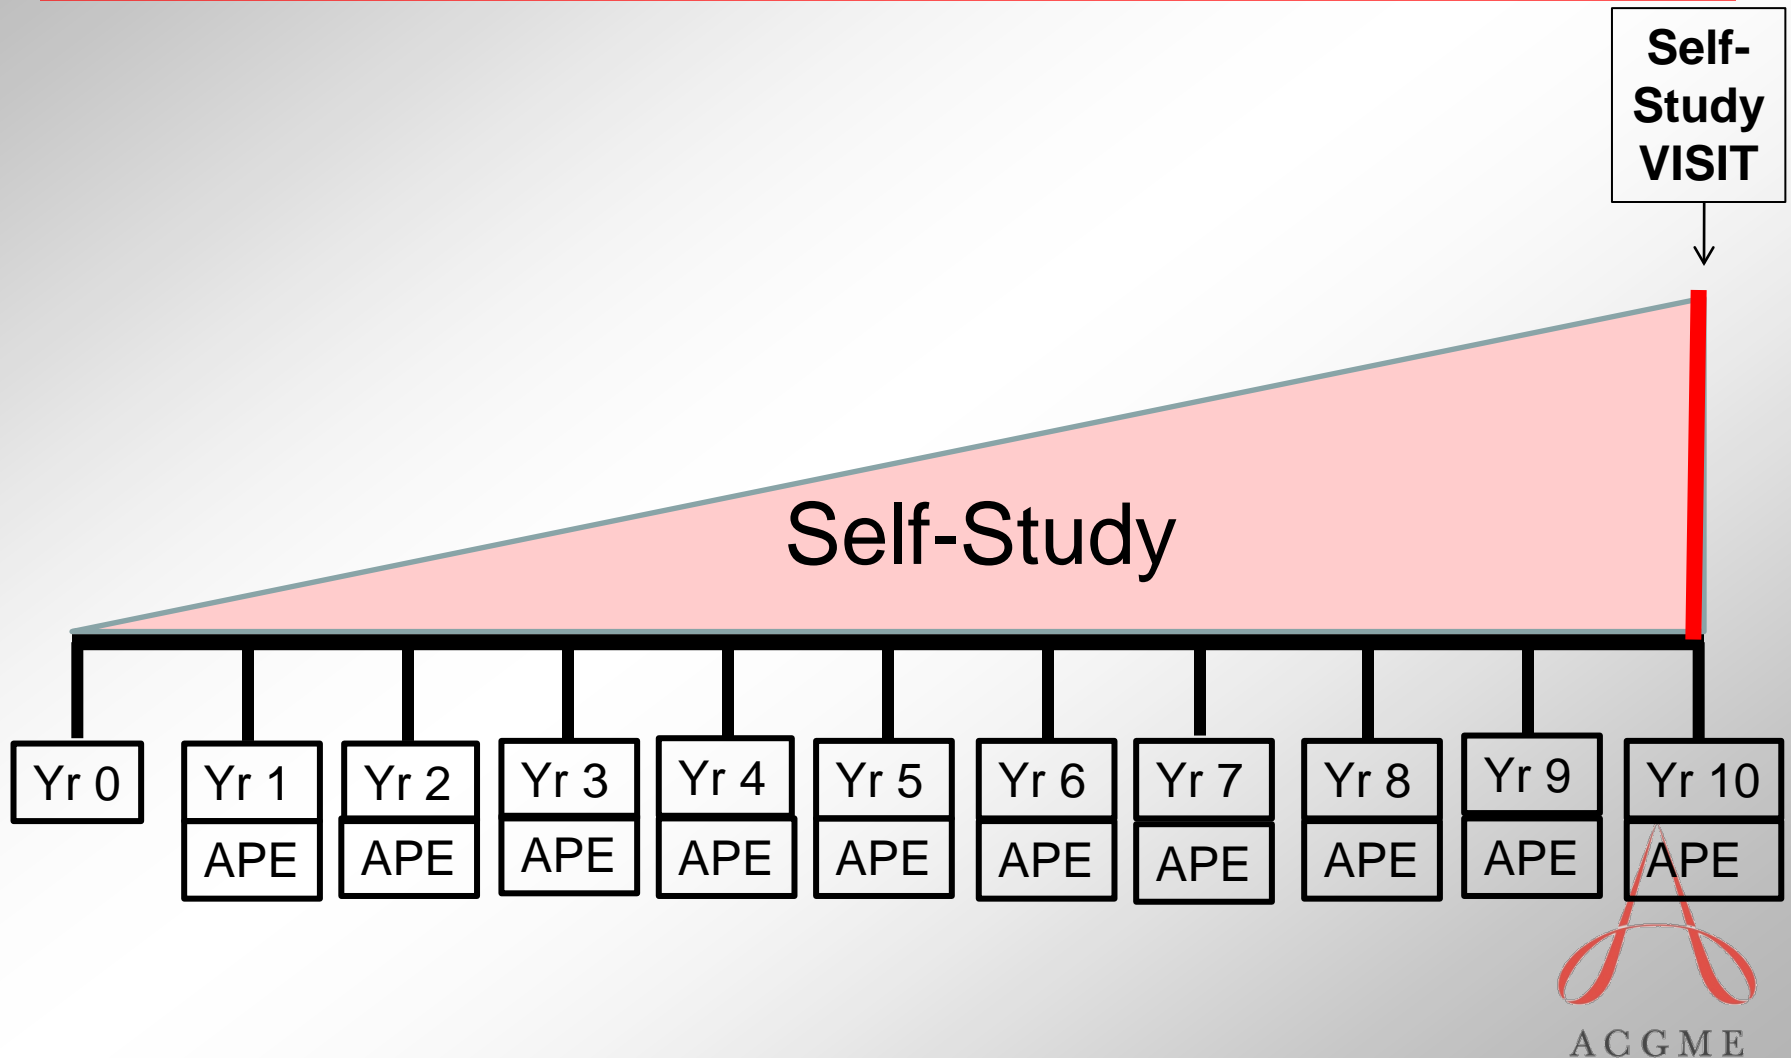 Self-
Study
VISIT
Self-Study
Yr 0
Yr 1
Yr 2
Yr 3
Yr 4
Yr 5
Yr 6
Yr 7
Yr 8
Yr 9
Yr 10
APE
APE
APE
APE
APE
APE
APE
APE
APE
APE
ACGME